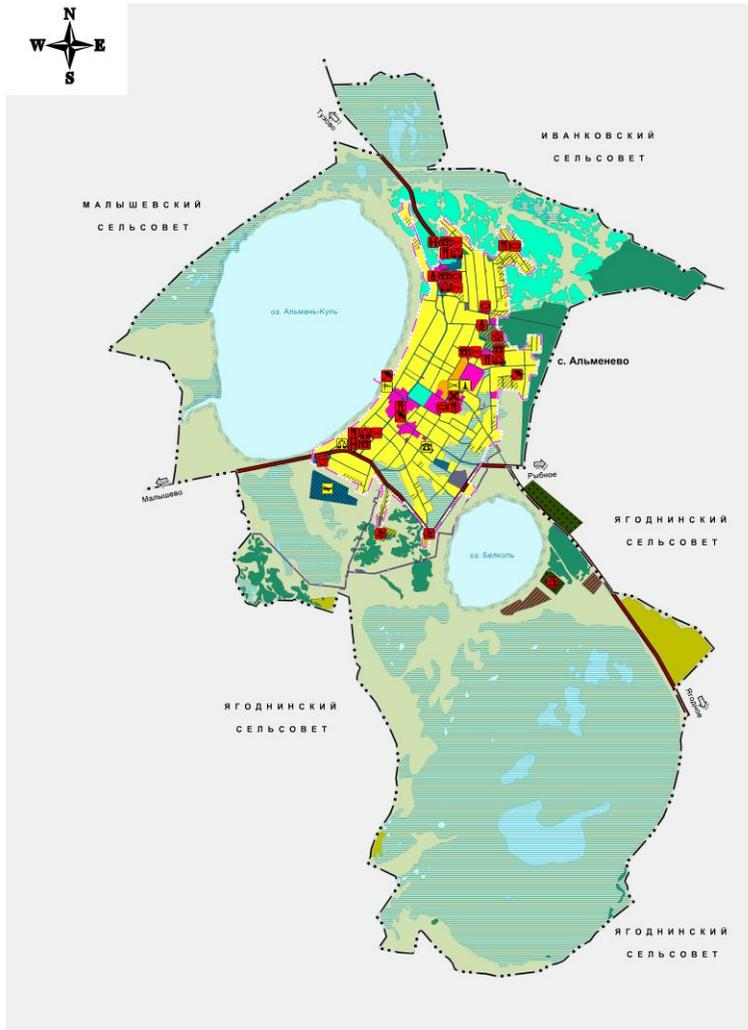 N
W E
S
Тузово
ИВАНКОВСКИЙ
СЕЛЬСОВЕТ
МАЛЫШЕВСКИЙ
СЕЛЬСОВЕТ
оз. Альмень-Куль
с. Альменево
Рыбное
Малышево
ЯГОДНИНСКИЙ
СЕЛЬСОВЕТ
оз. Белколь
Ягодное
ЯГОДНИНСКИЙ
СЕЛЬСОВЕТ
ЯГОДНИНСКИЙ
СЕЛЬСОВЕТ